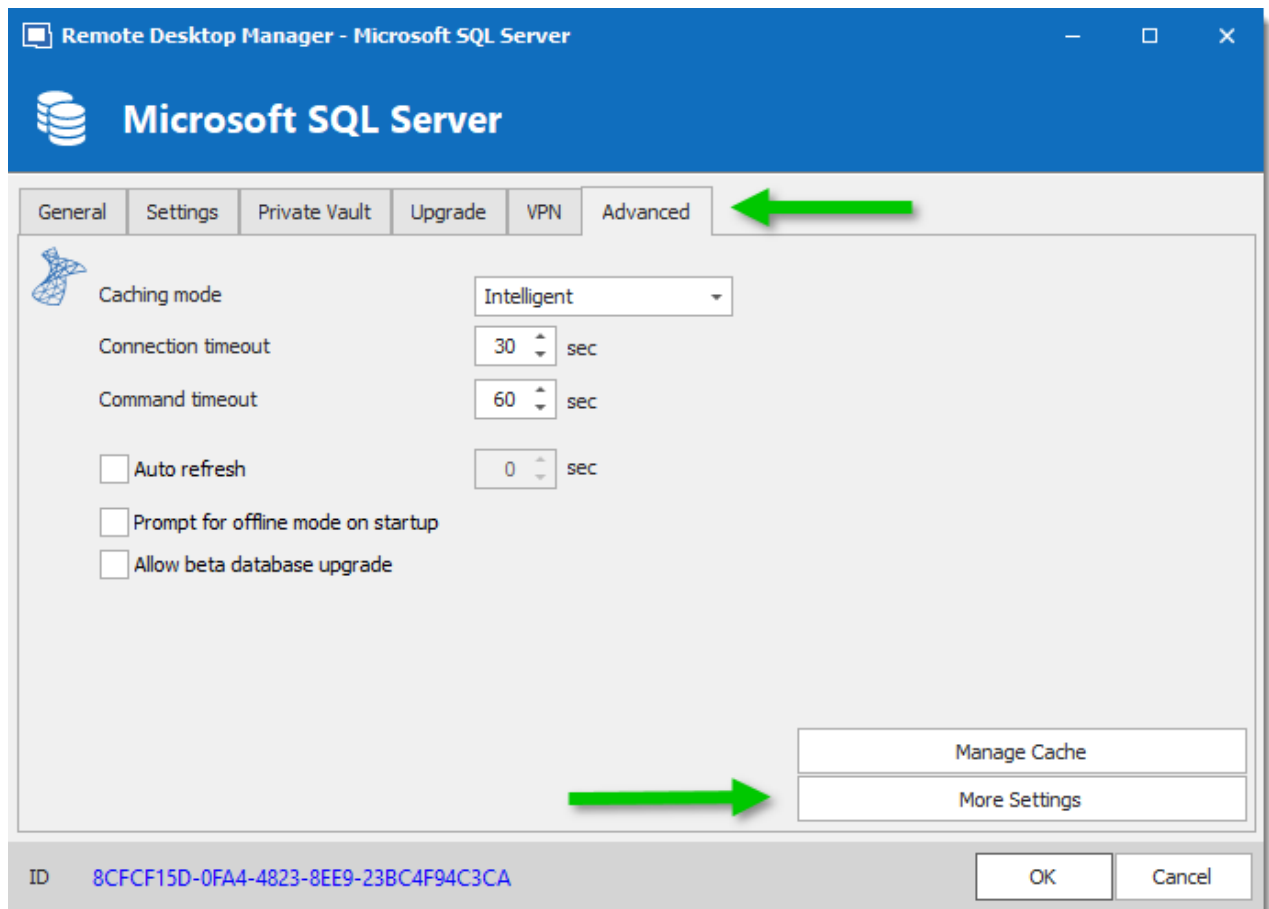 Remote Desktop Manager - Microsoft SQL Server
Microsoft SQL Server
General Settings Private Vault Upgrade VPN Advanced
Caching mode Intelligent
Connection timeout 30 sec
Command timeout 60 sec
Auto refresh 0 sec
Prompt for offline mode on startup
Allow beta database upgrade
Manage Cache
More Settings
ID 8CFCF15D-0FA4-4823-8EE9-23BC4F94C3CA OK Cancel